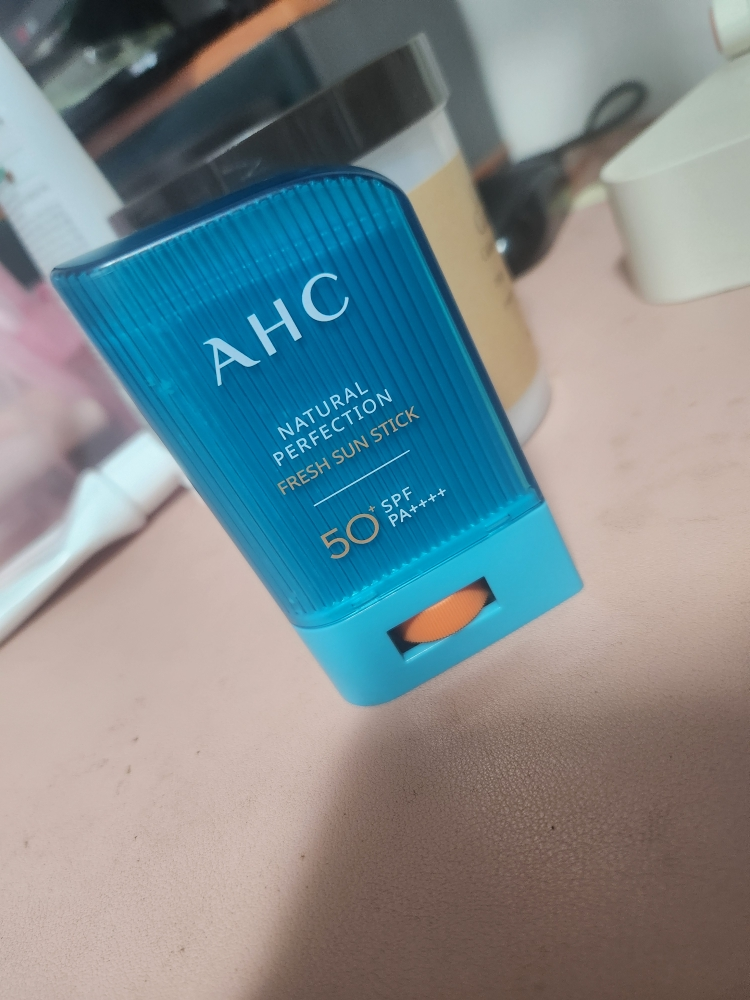 AHC
NATURAL
PERFECTION
FRESH SUN STICK
50+ SPF
PA++++